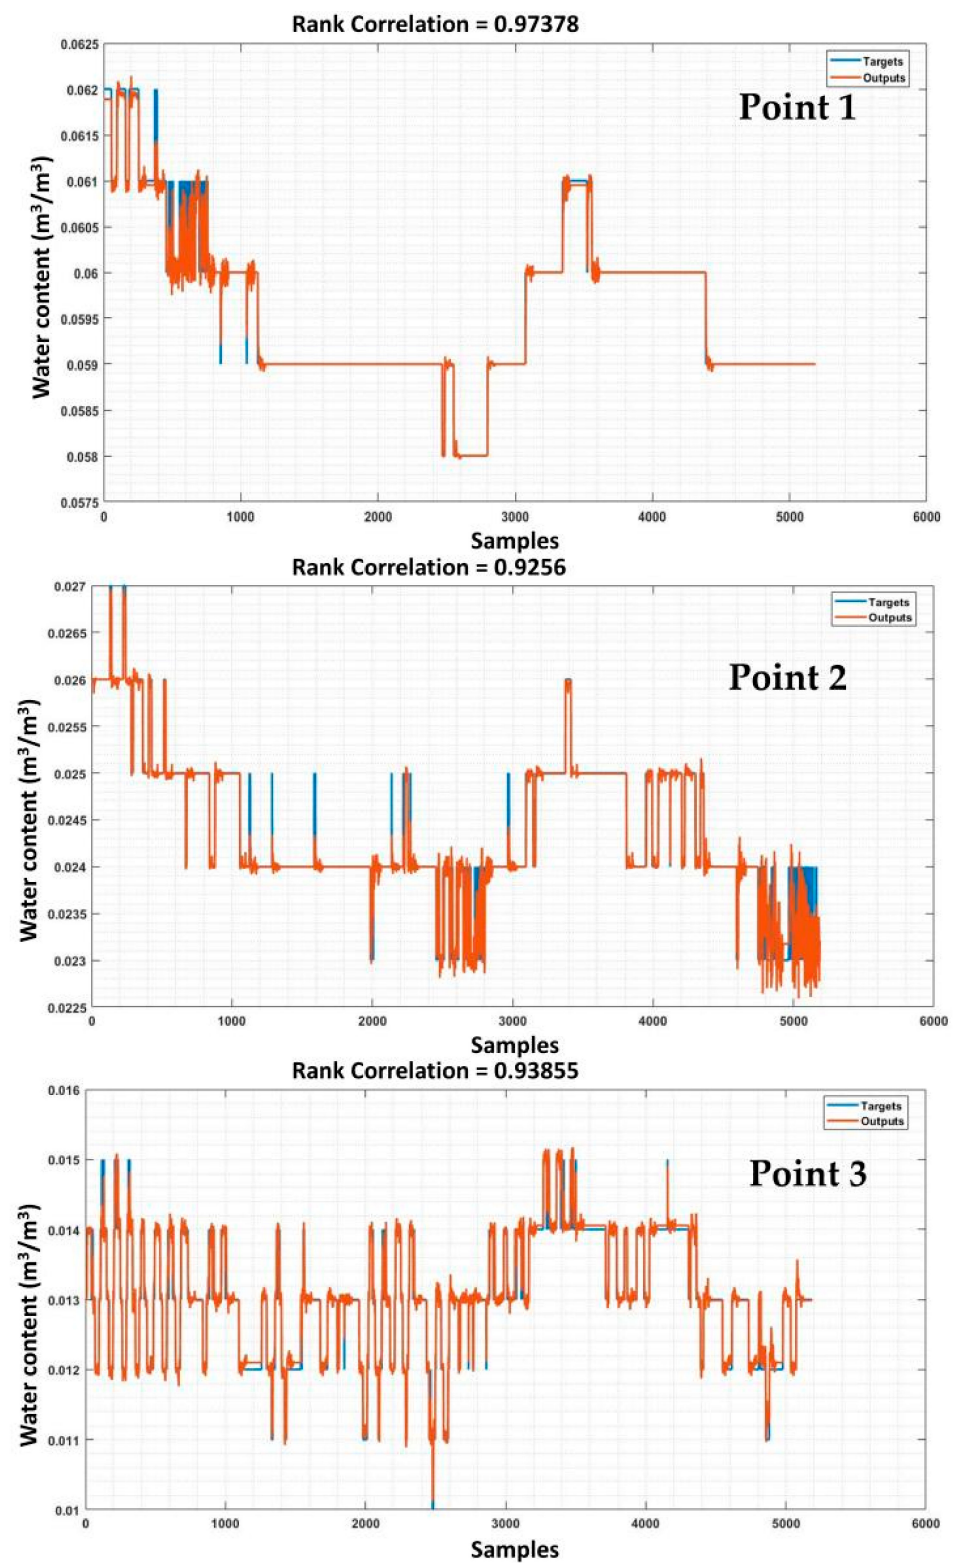 Rank Correlation = 0.97378
0.0625
Targets
Outputs
0.062
Point 1
0.0615
0.061
0.0605
0.06
0.0595
0.059
0.0585
0.058
0.0575
Water content (m³/m³)
0 1000 2000 3000 4000 5000 6000
Samples
Rank Correlation = 0.9256
0.027
Targets
Outputs
0.0265
0.026
Point 2
0.0255
0.025
0.0245
0.024
0.0235
0.023
0.0225
Water content (m³/m³)
0 1000 2000 3000 4000 5000 6000
Samples
Rank Correlation = 0.93855
0.016
Targets
Outputs
0.015
Point 3
0.014
0.013
0.012
0.011
0.01
Water content (m³/m³)
0 1000 2000 3000 4000 5000 6000
Samples